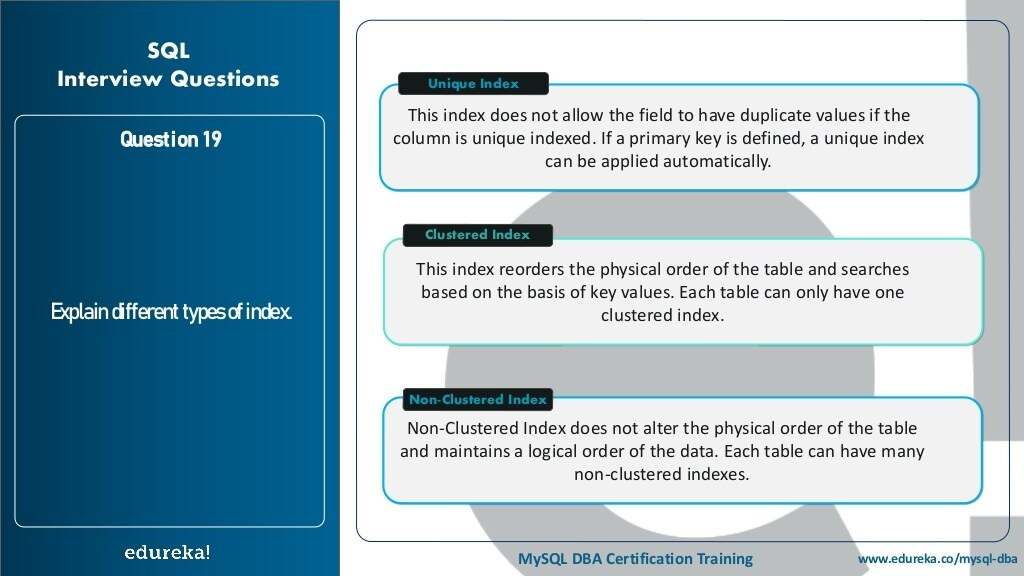 SQL
Interview Questions
Question 19
Explain different types of index.
edureka!
Unique Index
This index does not allow the field to have duplicate values if the
column is unique indexed. If a primary key is defined, a unique index
can be applied automatically.
Clustered Index
This index reorders the physical order of the table and searches
based on the basis of key values. Each table can only have one
clustered index.
Non-Clustered Index
Non-Clustered Index does not alter the physical order of the table
and maintains a logical order of the data. Each table can have many
non-clustered indexes.
MySQL DBA Certification Training
www.edureka.co/mysql-dba